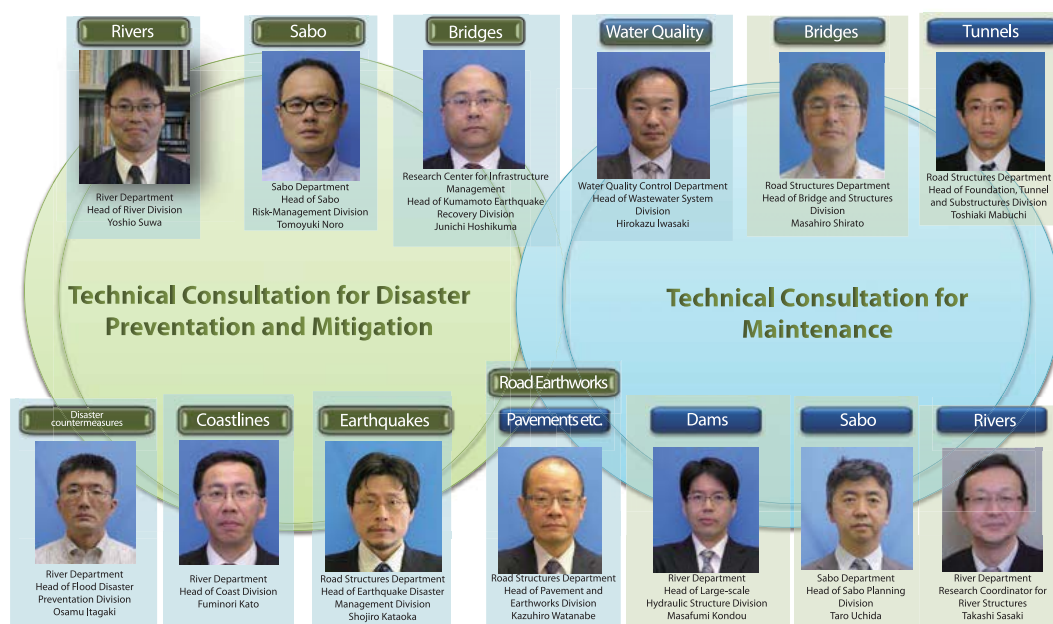 Rivers
Sabo
Bridges
Water Quality
Bridges
Tunnels
River Department
Head of River Division
Yoshio Suwa
Sabo Department
Head of Sabo
Risk-Management Division
Tomoyuki Noro
Research Center for Infrastructure
Management
Head of Kumamoto Earthquake
Recovery Division
Junichi Hoshikuma
Water Quality Control Department
Head of Wastewater System
Division
Hirokazu Iwasaki
Road Structures Department
Head of Bridge and Structures
Division
Masahiro Shirato
Road Structures Department
Head of Foundation, Tunnel
and Substructures Division
Toshiaki Mabuchi
Technical Consultation for Disaster
Preventation and Mitigation
Technical Consultation for
Maintenance
Disaster
countermeasures
Coastlines
Earthquakes
Road Earthworks
Pavements etc.
Dams
Sabo
Rivers
River Department
Head of Flood Disaster
Preventation Division
Osamu Itagaki
River Department
Head of Coast Division
Fuminori Kato
Road Structures Department
Head of Earthquake Disaster
Management Division
Shojiro Kataoka
Road Structures Department
Head of Pavement and
Earthworks Division
Kazuhiro Watanabe
River Department
Head of Large-scale
Hydraulic Structure Division
Masafumi Kondou
Sabo Department
Head of Sabo Planning
Division
Taro Uchida
River Department
Research Coordinator for
River Structures
Takashi Sasaki